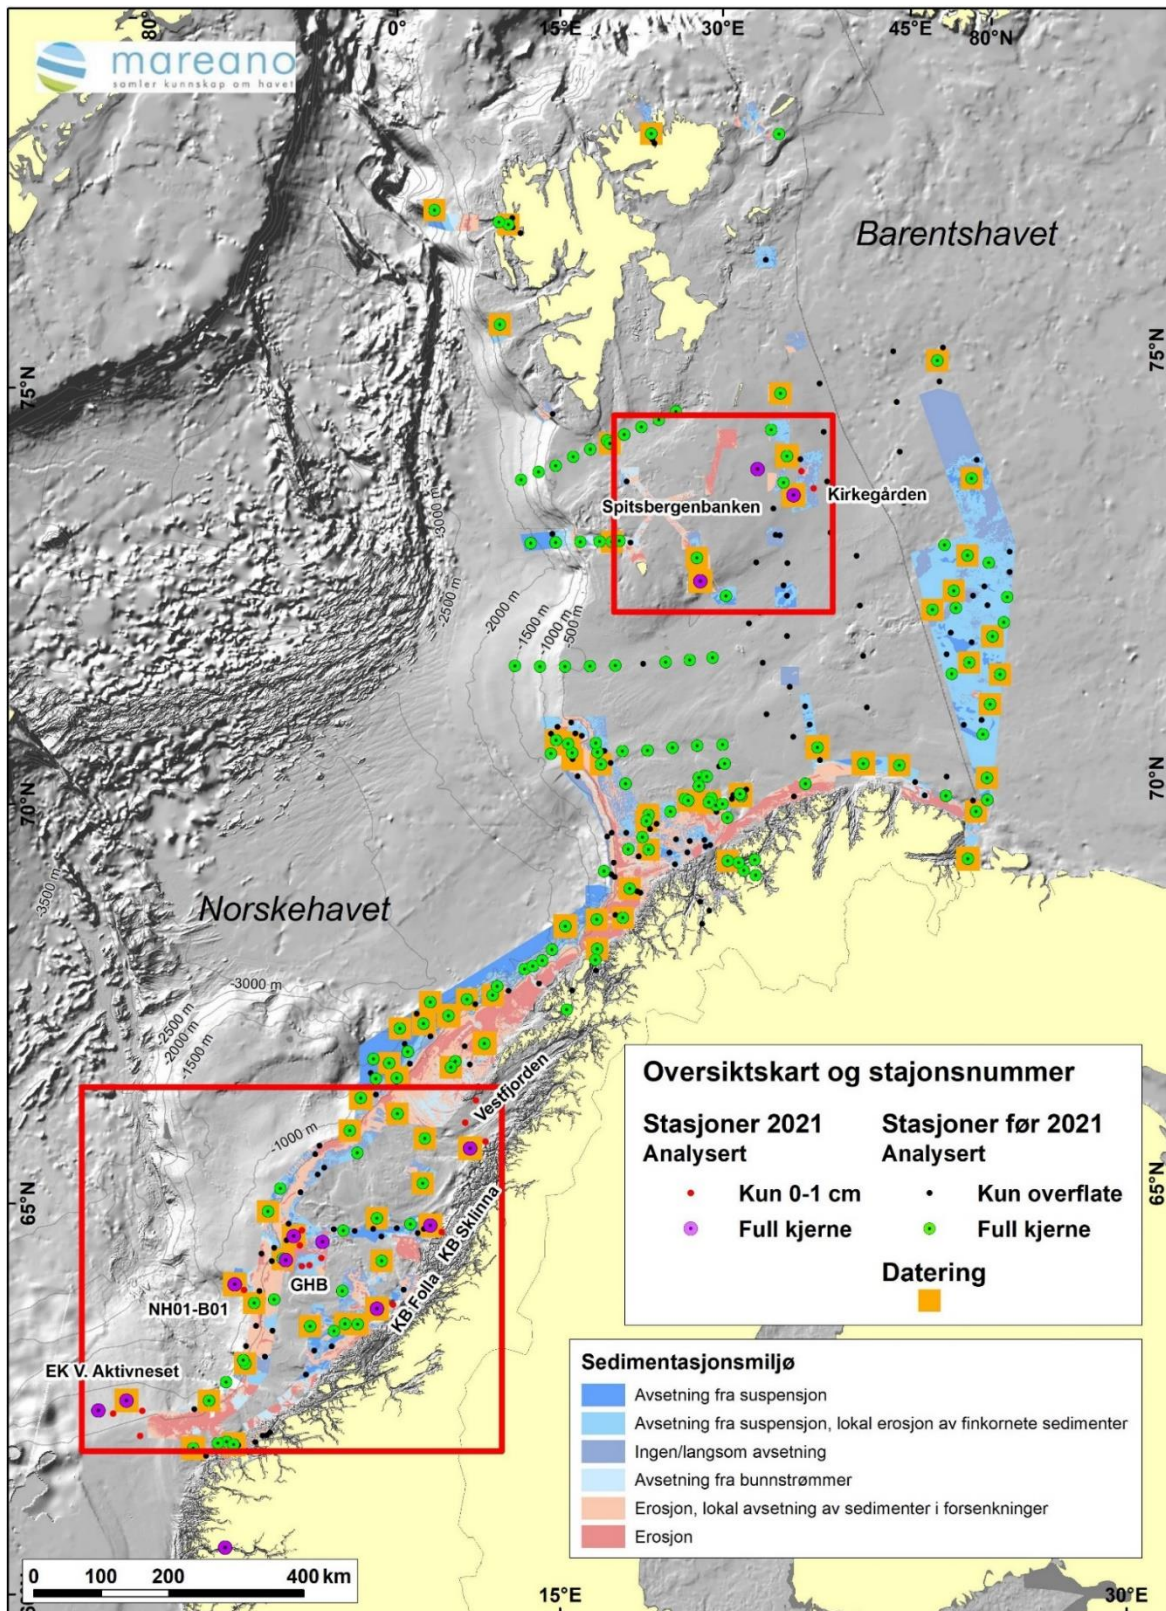 80°
0°
15°E
30°E
45°E
80°N
mareano
samler kunnskap om havet
Barentshavet
75°N
75°N
-3000 m
-2500 m
-2000 m
-1500 m
-1000 m
-500 m
Spitsbergenbanken
Kirkegården
70°N
70°N
-3500 m
Norskehavet
-3000 m
-2500 m
-2000 m
-1500 m
-1000 m
Vestfjorden
65°N
65°N
KB Sklinna
GHB
NH01-B01
KB Folla
EK V. Aktivneset
Oversiktskart og stajonsnummer
Stasjoner 2021
Analysert
Kun 0-1 cm
Full kjerne
Stasjoner før 2021
Analysert
Kun overflate
Full kjerne
Datering
Sedimentasjonsmiljø
Avsetning fra suspensjon
Avsetning fra suspensjon, lokal erosjon av finkornete sedimenter
Ingen/langsom avsetning
Avsetning fra bunnstrømmer
Erosjon, lokal avsetning av sedimenter i forsenkninger
Erosjon
0 100 200 400 km
15°E
30°E